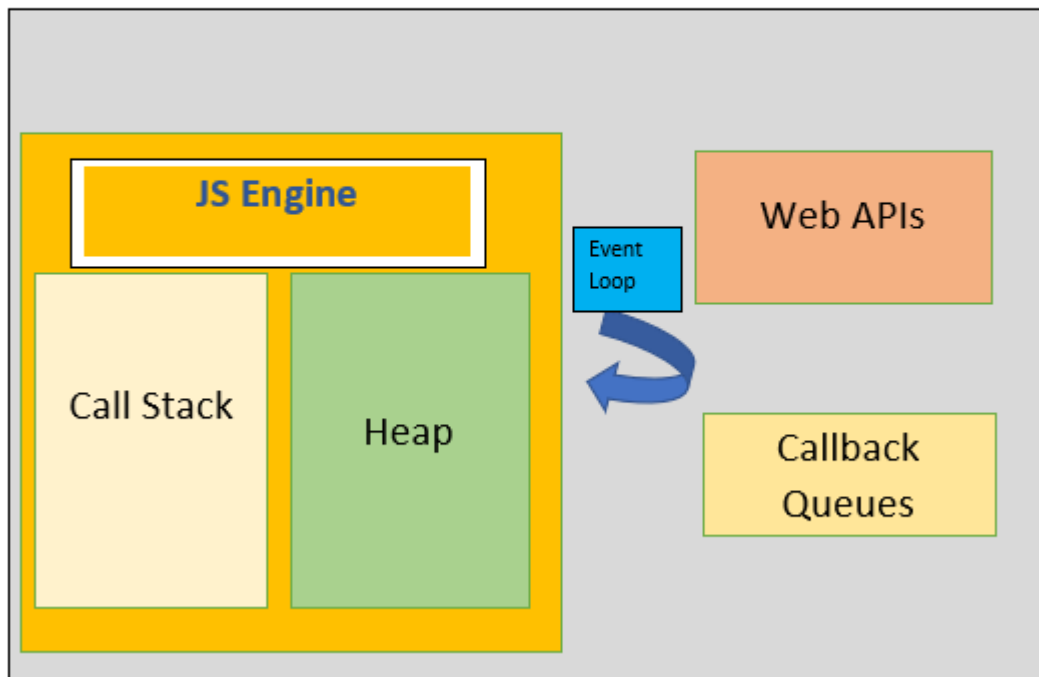 JS Engine
Call Stack
Heap
Event
Loop
Web APIs
Callback
Queues